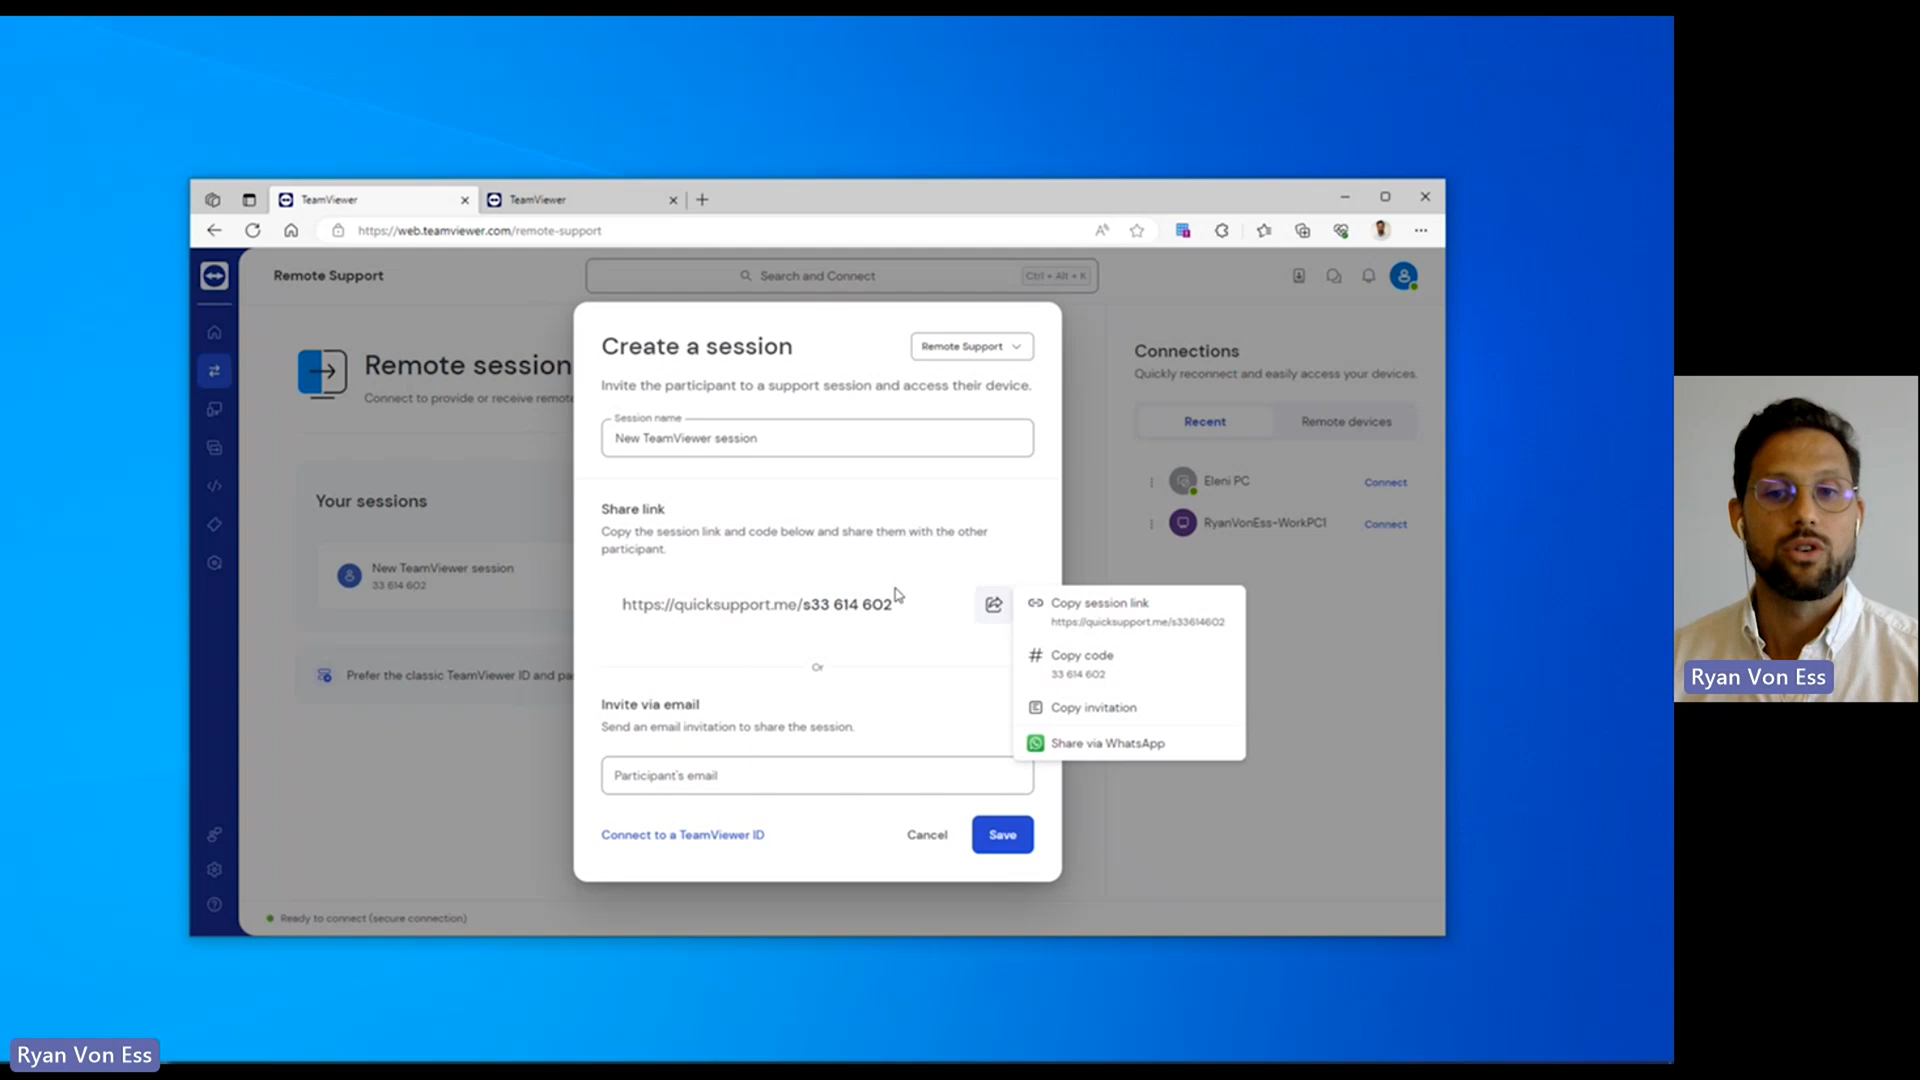 TeamViewer
TeamViewer
https://web.teamviewer.com/remote-support
Remote Support
Search and Connect
Ctrl + Alt + K
Remote session
Connect to provide or receive remote
Your sessions
New TeamViewer session
33 614 602
Prefer the classic TeamViewer ID and pa
Ready to connect (secure connection)
Create a session
Remote Support
Invite the participant to a support session and access their device.
Session name
New TeamViewer session
Share link
Copy the session link and code below and share them with the other
participant.
https://quicksupport.me/s33 614 602
Or
Invite via email
Send an email invitation to share the session.
Participant's email
Connect to a TeamViewer ID
Cancel
Save
Copy session link
https://quicksupport.me/s33614602
# Copy code
33 614 602
Copy invitation
Share via WhatsApp
Connections
Quickly reconnect and easily access your devices.
Recent
Remote devices
Eleni PC
Connect
RyanVonEss-WorkPC1
Connect
Ryan Von Ess
Ryan Von Ess